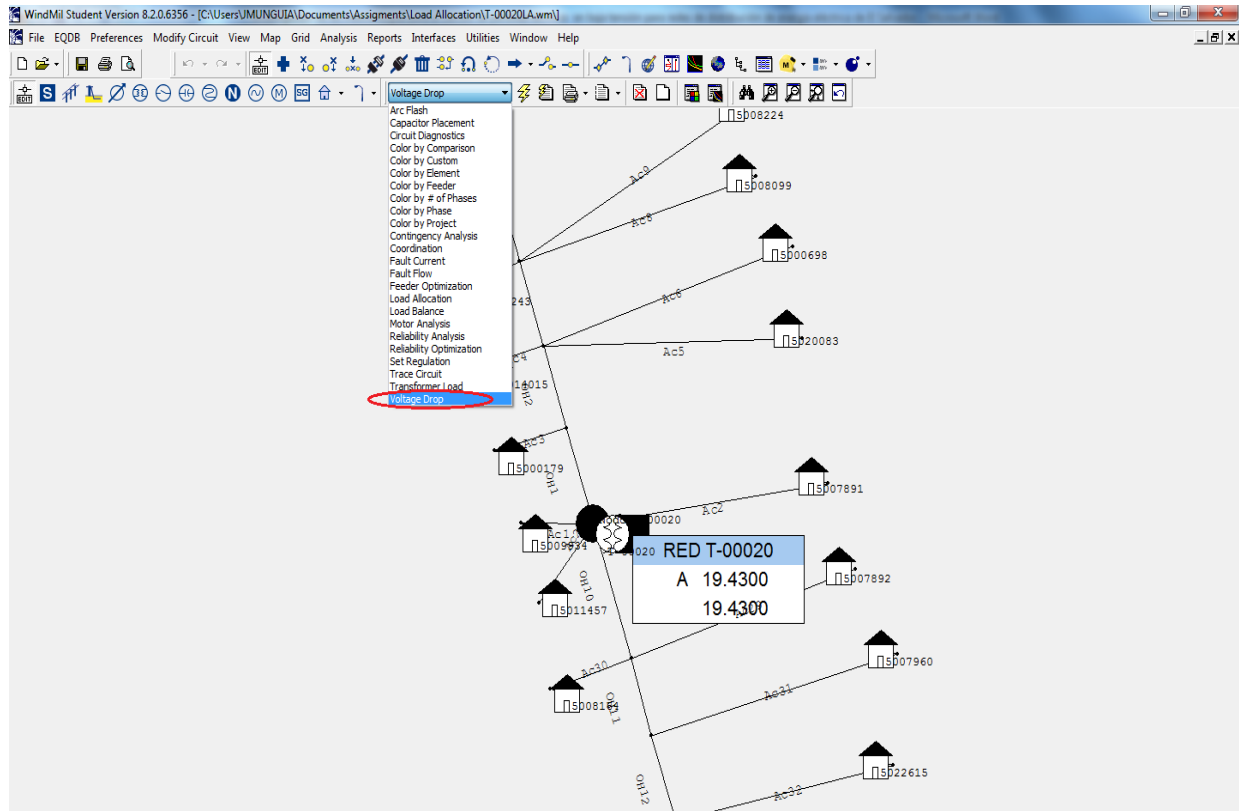 WindMil Student Version 8.2.0.6356 - [C:\Users\JMUNGUIA\Documents\Assigments\Load Allocation\T-00020LA.wm\]
File EQDB Preferences Modify Circuit View Map Grid Analysis Reports Interfaces Utilities Window Help
EDIT
EDIT S N M SG Voltage Drop
Arc Flash
Capacitor Placement
Circuit Diagnostics
Color by Comparison
Color by Custom
Color by Element
Color by Feeder
Color by # of Phases
Color by Phase
Color by Project
Contingency Analysis
Coordination
Fault Current
Fault Flow
Feeder Optimization
Load Allocation
Load Balance
Motor Analysis
Reliability Analysis
Reliability Optimization
Set Regulation
Trace Circuit
Transformer Load
Voltage Drop
5008224
Ac9
5008099
Ac8
5000698
243
Ac6
5020083
Ac5
OH2
Ac3
5000179
OH1
5007891
Ac2
5009934
RED T-00020
A 19.4300
19.4300
OH10
5011457
5007892
Ac30
5008164
OH11
5007960
Ac31
OH12
5022615
Ac32